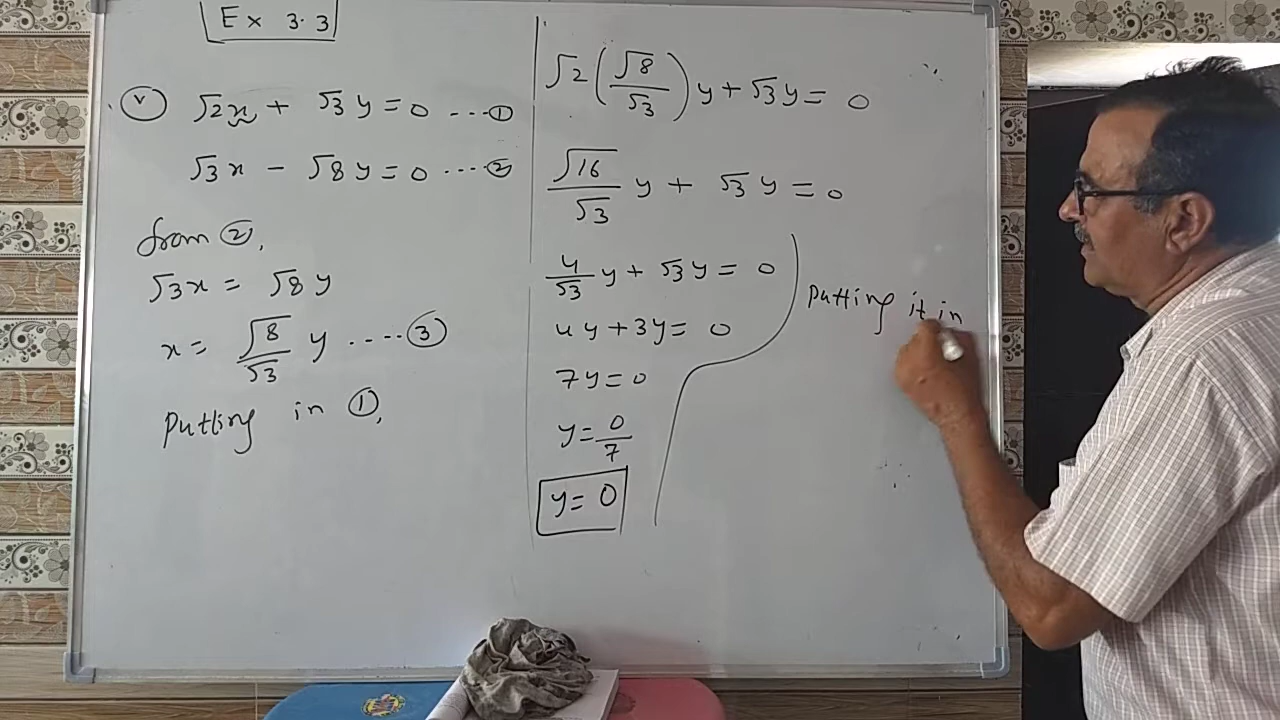 Ex 3.3
(v) √2x + √3y = 0 ---①
√3x - √8y = 0 ----②
from ②,
√3x = √8y
x = √8/√3 y ....③
Putting in ①,
√2(√8/√3)y + √3y = 0
√16/√3 y + √3y = 0
4/√3 y + √3y = 0
4y + 3y = 0
7y = 0
y = 0/7
y = 0
Putting it in